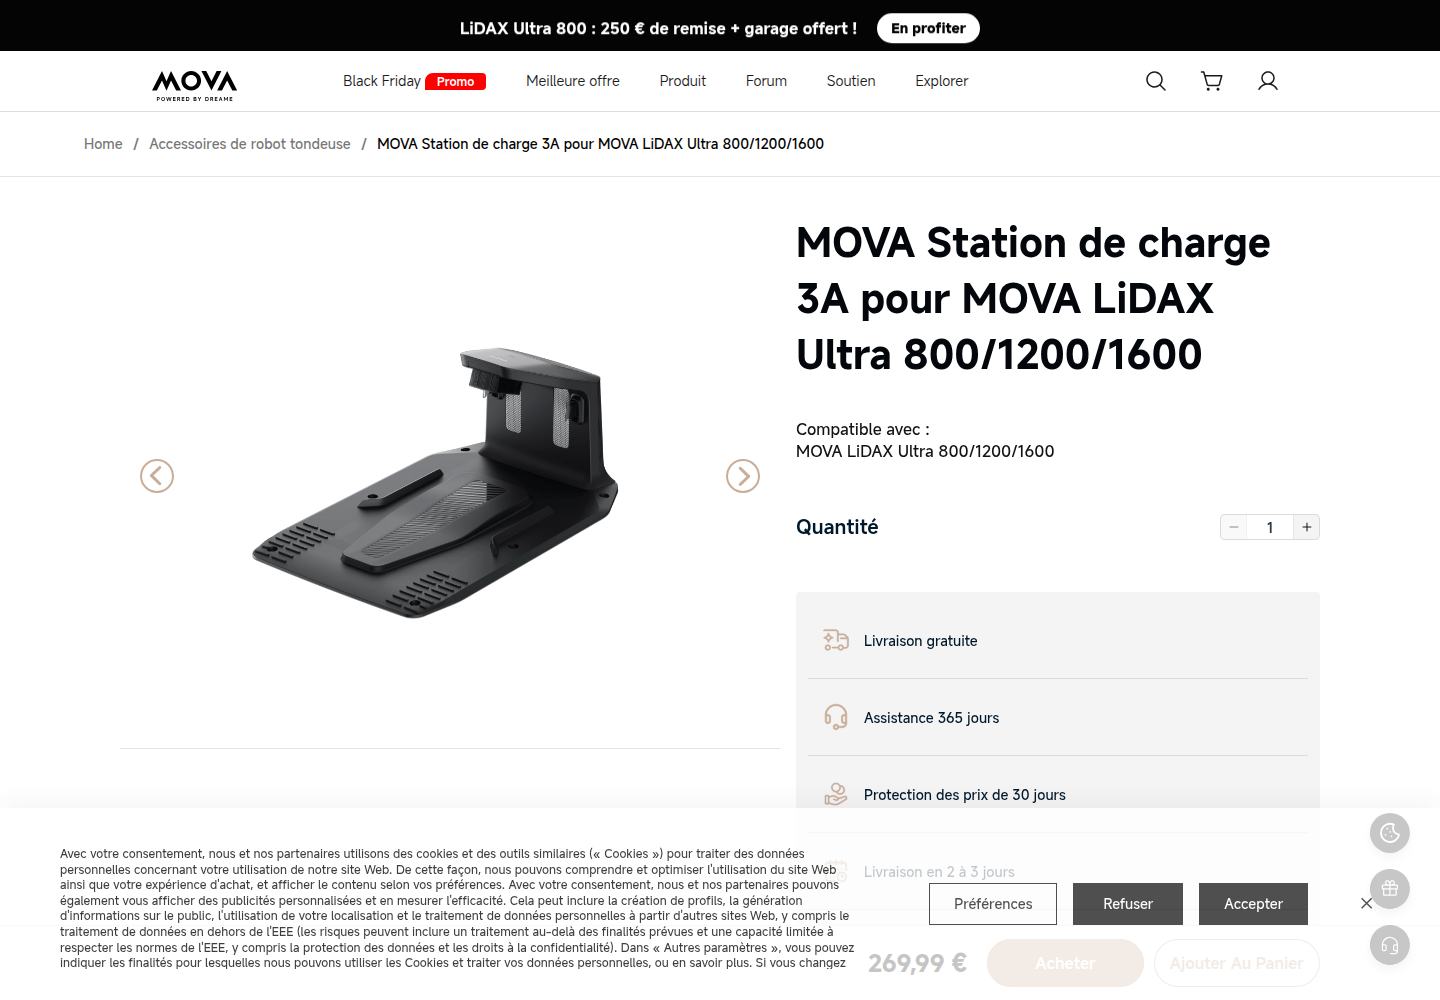 LiDAX Ultra 800 : 250 € de remise + garage offert !
En profiter
MOVA
POWERED BY DREAME
Black Friday
Promo
Meilleure offre
Produit
Forum
Soutien
Explorer
Home / Accessoires de robot tondeuse / MOVA Station de charge 3A pour MOVA LiDAX Ultra 800/1200/1600
MOVA Station de charge
3A pour MOVA LiDAX
Ultra 800/1200/1600
Compatible avec :
MOVA LiDAX Ultra 800/1200/1600
Quantité
− 1 +
Livraison gratuite
Assistance 365 jours
Protection des prix de 30 jours
Livraison en 2 à 3 jours
Avec votre consentement, nous et nos partenaires utilisons des cookies et des outils similaires (« Cookies ») pour traiter des données
personnelles concernant votre utilisation de notre site Web. De cette façon, nous pouvons comprendre et optimiser l'utilisation du site Web
ainsi que votre expérience d'achat, et afficher le contenu selon vos préférences. Avec votre consentement, nous et nos partenaires pouvons
également vous afficher des publicités personnalisées et en mesurer l'efficacité. Cela peut inclure la création de profils, la génération
d'informations sur le public, l'utilisation de votre localisation et le traitement de données personnelles à partir d'autres sites Web, y compris le
traitement de données en dehors de l'EEE (les risques peuvent inclure un traitement au-delà des finalités prévues et une capacité limitée à
respecter les normes de l'EEE, y compris la protection des données et les droits à la confidentialité). Dans « Autres paramètres », vous pouvez
indiquer les finalités pour lesquelles nous pouvons utiliser les Cookies et traiter vos données personnelles, ou en savoir plus. Si vous changez
Préférences
Refuser
Accepter
269,99 €
Acheter
Ajouter Au Panier